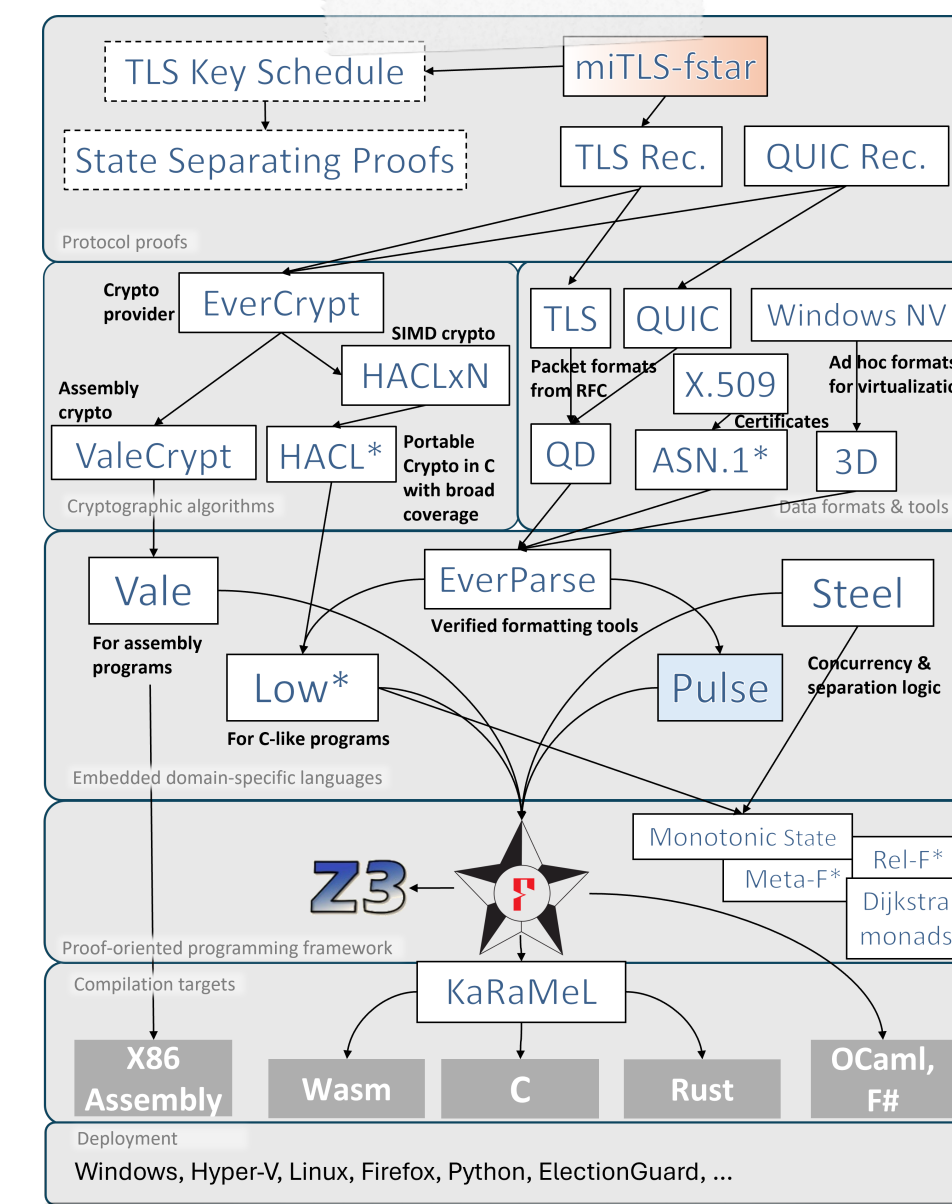 TLS Key Schedule
miTLS-fstar
State Separating Proofs
TLS Rec.
QUIC Rec.
Protocol proofs
Crypto
provider
EverCrypt
SIMD crypto
HACLxN
Assembly
crypto
ValeCrypt
HACL*
Portable
Crypto in C
with broad
coverage
Cryptographic algorithms
TLS
QUIC
Windows NV
Packet formats
from RFC
X.509
Ad hoc formats
for virtualizatio
Certificates
QD
ASN.1*
3D
Data formats & tools
Vale
For assembly
programs
EverParse
Verified formatting tools
Steel
Concurrency &
separation logic
Low*
For C-like programs
Pulse
Embedded domain-specific languages
Z3
F
Monotonic State
Meta-F*
Rel-F*
Dijkstra
monads
Proof-oriented programming framework
Compilation targets
KaRaMeL
X86
Assembly
Wasm
C
Rust
OCaml,
F#
Deployment
Windows, Hyper-V, Linux, Firefox, Python, ElectionGuard, ...